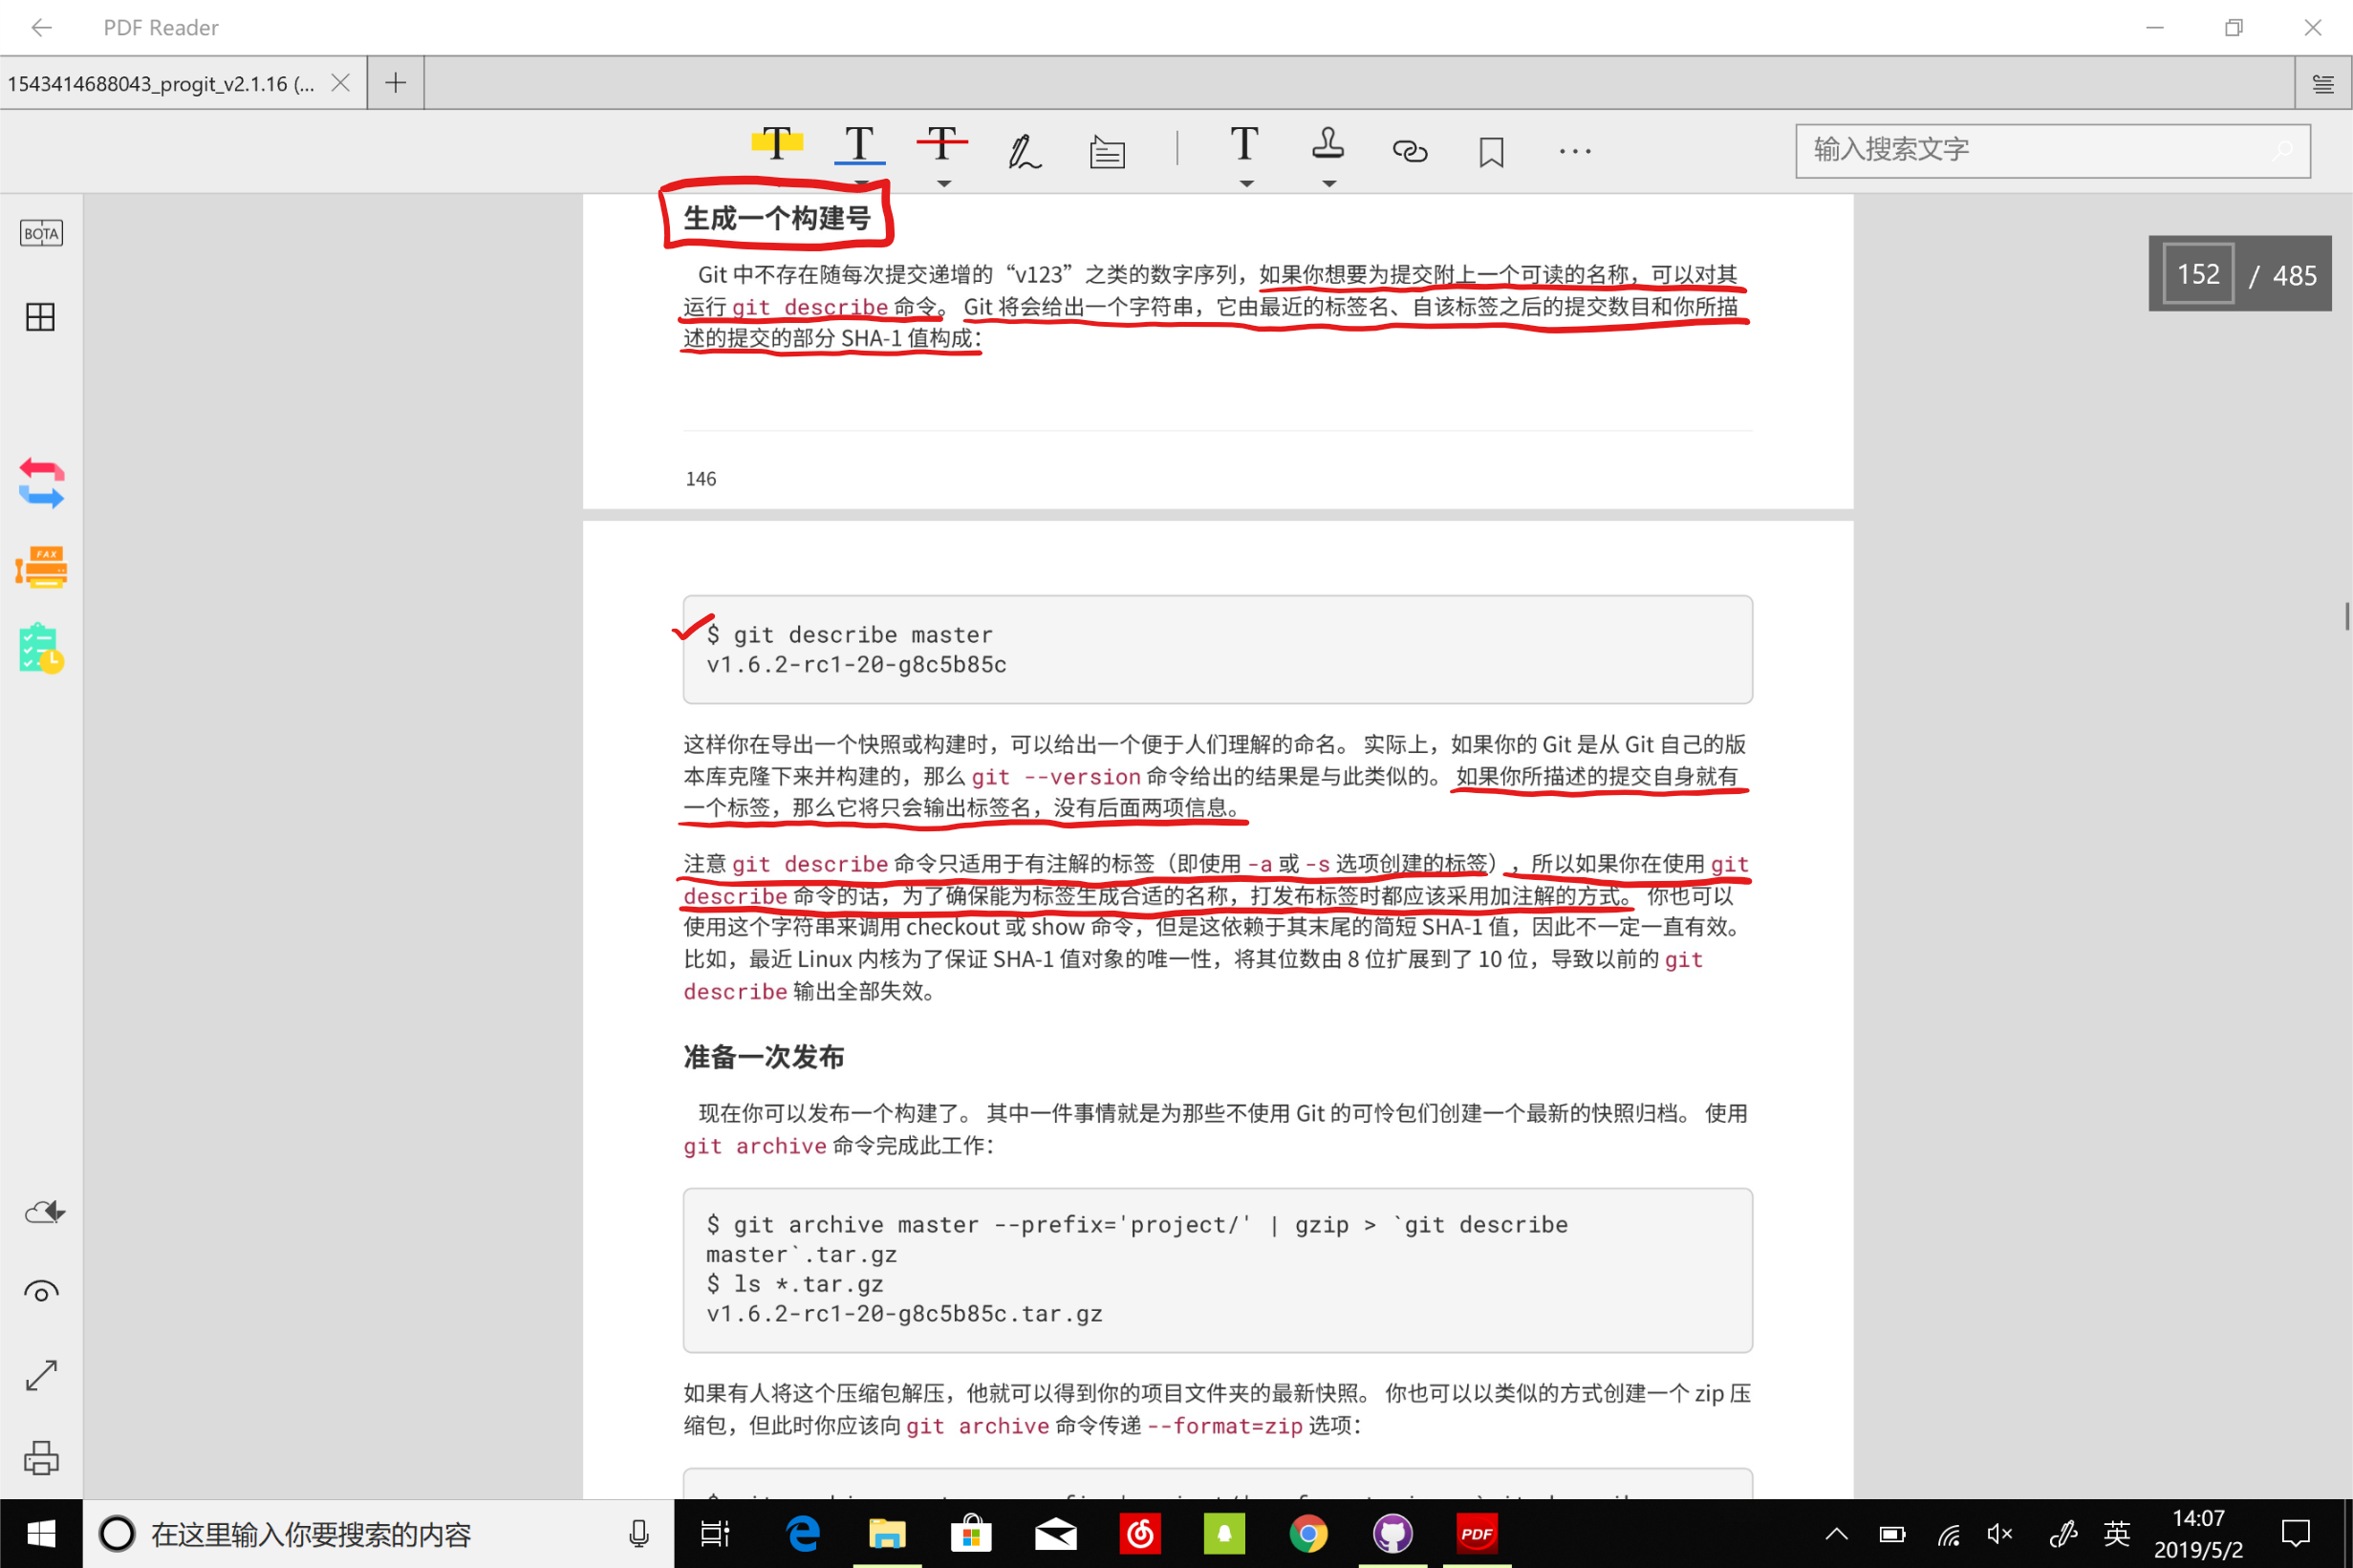 PDF Reader
1543414688043_progit_v2.1.16 (...
输入搜索文字
BOTA
FAX
152 / 485
生成一个构建号
Git 中不存在随每次提交递增的“v123”之类的数字序列，如果你想要为提交附上一个可读的名称，可以对其
运行 git describe 命令。 Git 将会给出一个字符串，它由最近的标签名、自该标签之后的提交数目和你所描
述的提交的部分 SHA-1 值构成：
146
$ git describe master
v1.6.2-rc1-20-g8c5b85c
这样你在导出一个快照或构建时，可以给出一个便于人们理解的命名。 实际上，如果你的 Git 是从 Git 自己的版
本库克隆下来并构建的，那么 git --version 命令给出的结果是与此类似的。 如果你所描述的提交自身就有
一个标签，那么它将只会输出标签名，没有后面两项信息。
注意 git describe 命令只适用于有注解的标签（即使用 -a 或 -s 选项创建的标签），所以如果你在使用 git
describe 命令的话，为了确保能为标签生成合适的名称，打发布标签时都应该采用加注解的方式。 你也可以
使用这个字符串来调用 checkout 或 show 命令，但是这依赖于其末尾的简短 SHA-1 值，因此不一定一直有效。
比如，最近 Linux 内核为了保证 SHA-1 值对象的唯一性，将其位数由 8 位扩展到了 10 位，导致以前的 git
describe 输出全部失效。
准备一次发布
现在你可以发布一个构建了。 其中一件事情就是为那些不使用 Git 的可怜包们创建一个最新的快照归档。 使用
git archive 命令完成此工作：
$ git archive master --prefix='project/' | gzip > `git describe
master`.tar.gz
$ ls *.tar.gz
v1.6.2-rc1-20-g8c5b85c.tar.gz
如果有人将这个压缩包解压，他就可以得到你的项目文件夹的最新快照。 你也可以以类似的方式创建一个 zip 压
缩包，但此时你应该向 git archive 命令传递 --format=zip 选项：
在这里输入你要搜索的内容
PDF
英
14:07
2019/5/2